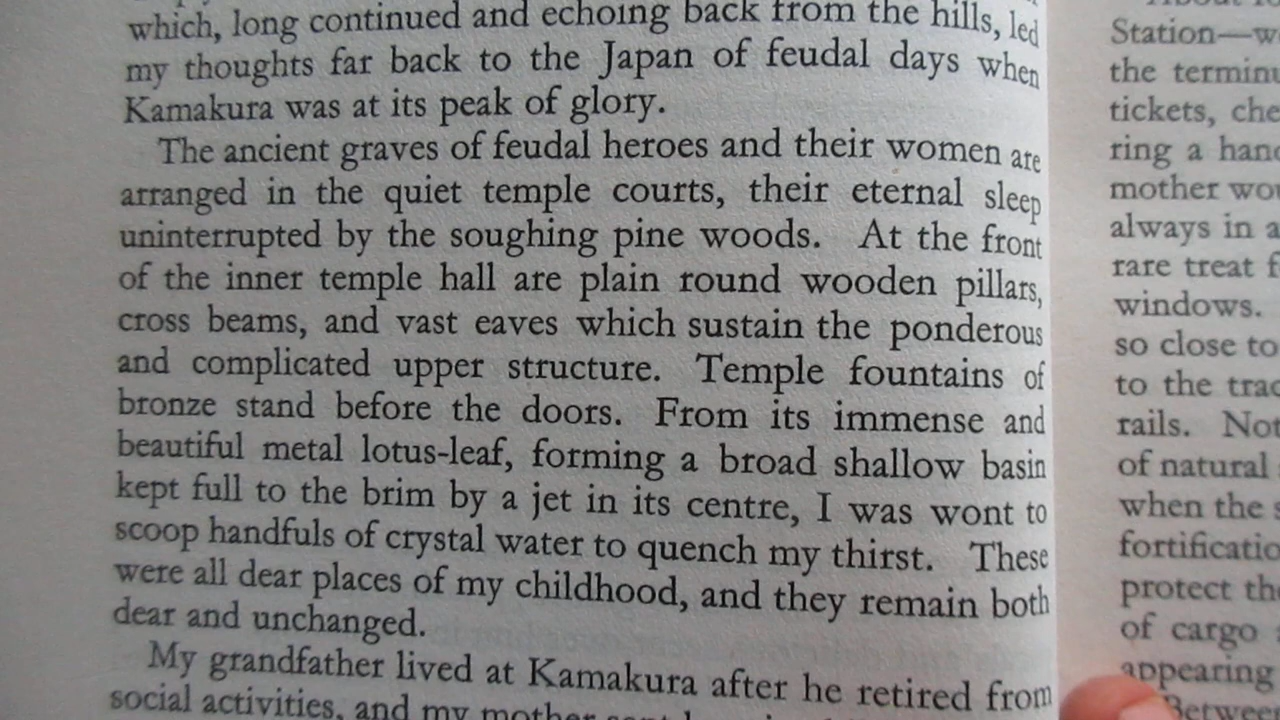 which, long continued and echoing back from the hills, led
my thoughts far back to the Japan of feudal days when
Kamakura was at its peak of glory.
The ancient graves of feudal heroes and their women are
arranged in the quiet temple courts, their eternal sleep
uninterrupted by the soughing pine woods. At the front
of the inner temple hall are plain round wooden pillars,
cross beams, and vast eaves which sustain the ponderous
and complicated upper structure. Temple fountains of
bronze stand before the doors. From its immense and
beautiful metal lotus-leaf, forming a broad shallow basin
kept full to the brim by a jet in its centre, I was wont to
scoop handfuls of crystal water to quench my thirst. These
were all dear places of my childhood, and they remain both
dear and unchanged.
My grandfather lived at Kamakura after he retired from
social activities, and my mother
Station—
the
tickets,
ring a
mother
always in a
rare treat
windows.
so close to
to the
rails. Not
of natural
when the
protect
of cargo
appearing
Between